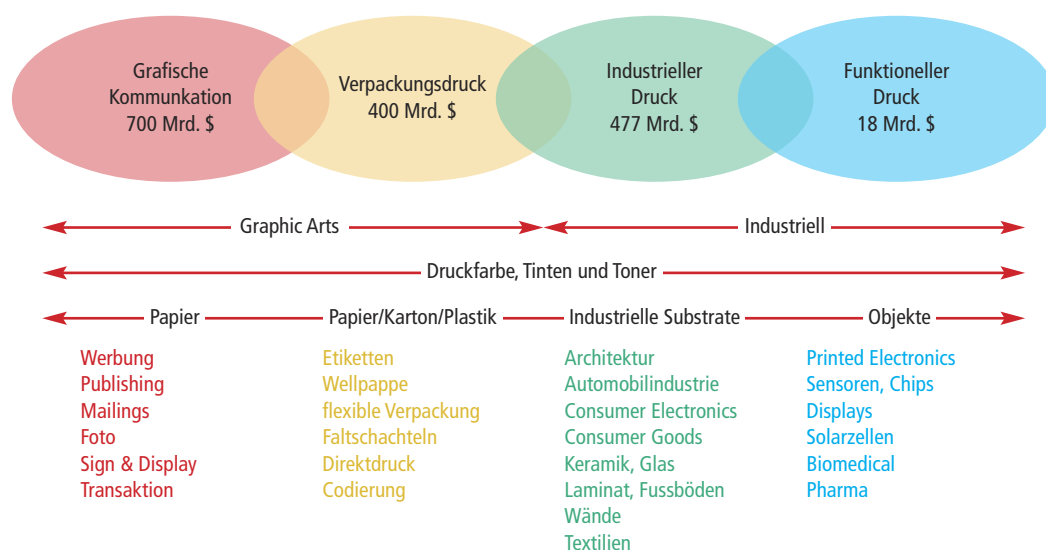 Grafische
Kommunkation
700 Mrd. $
Verpackungsdruck
400 Mrd. $
Industrieller
Druck
477 Mrd. $
Funktioneller
Druck
18 Mrd. $
Graphic Arts
Industriell
Druckfarbe, Tinten und Toner
Papier
Papier/Karton/Plastik
Industrielle Substrate
Objekte
Werbung
Publishing
Mailings
Foto
Sign & Display
Transaktion
Etiketten
Wellpappe
flexible Verpackung
Faltschachteln
Direktdruck
Codierung
Architektur
Automobilindustrie
Consumer Electronics
Consumer Goods
Keramik, Glas
Laminat, Fussböden
Wände
Textilien
Printed Electronics
Sensoren, Chips
Displays
Solarzellen
Biomedical
Pharma